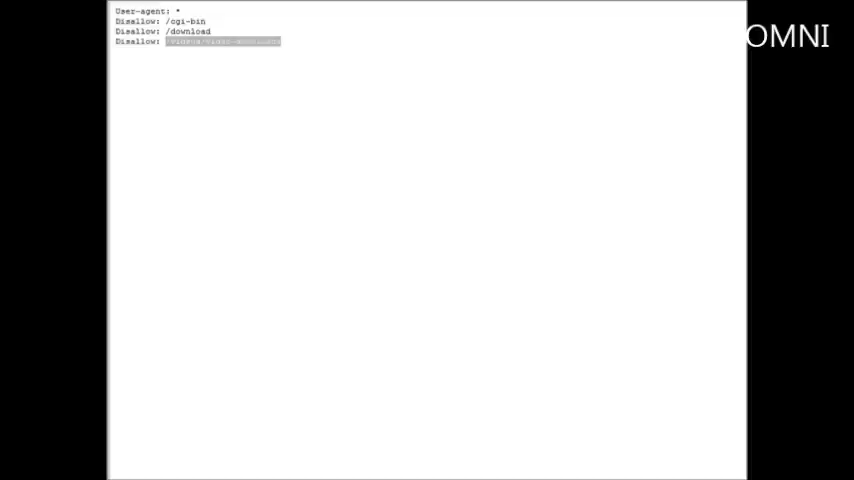 User-agent: *
Disallow: /cgi-bin
Disallow: /download
Disallow:
OMNI